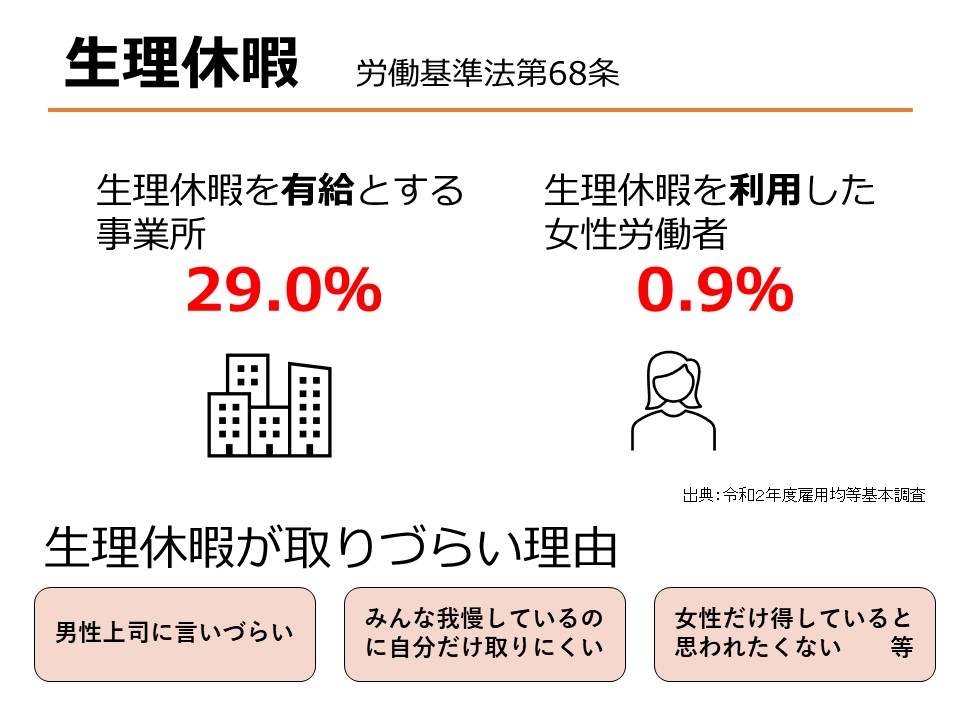 生理休暇 労働基準法第68条
生理休暇を有給とする
事業所
29.0%
生理休暇を利用した
女性労働者
0.9%
出典:令和2年度雇用均等基本調査
生理休暇が取りづらい理由
男性上司に言いづらい
みんな我慢しているの
に自分だけ取りにくい
女性だけ得していると
思われたくない 等